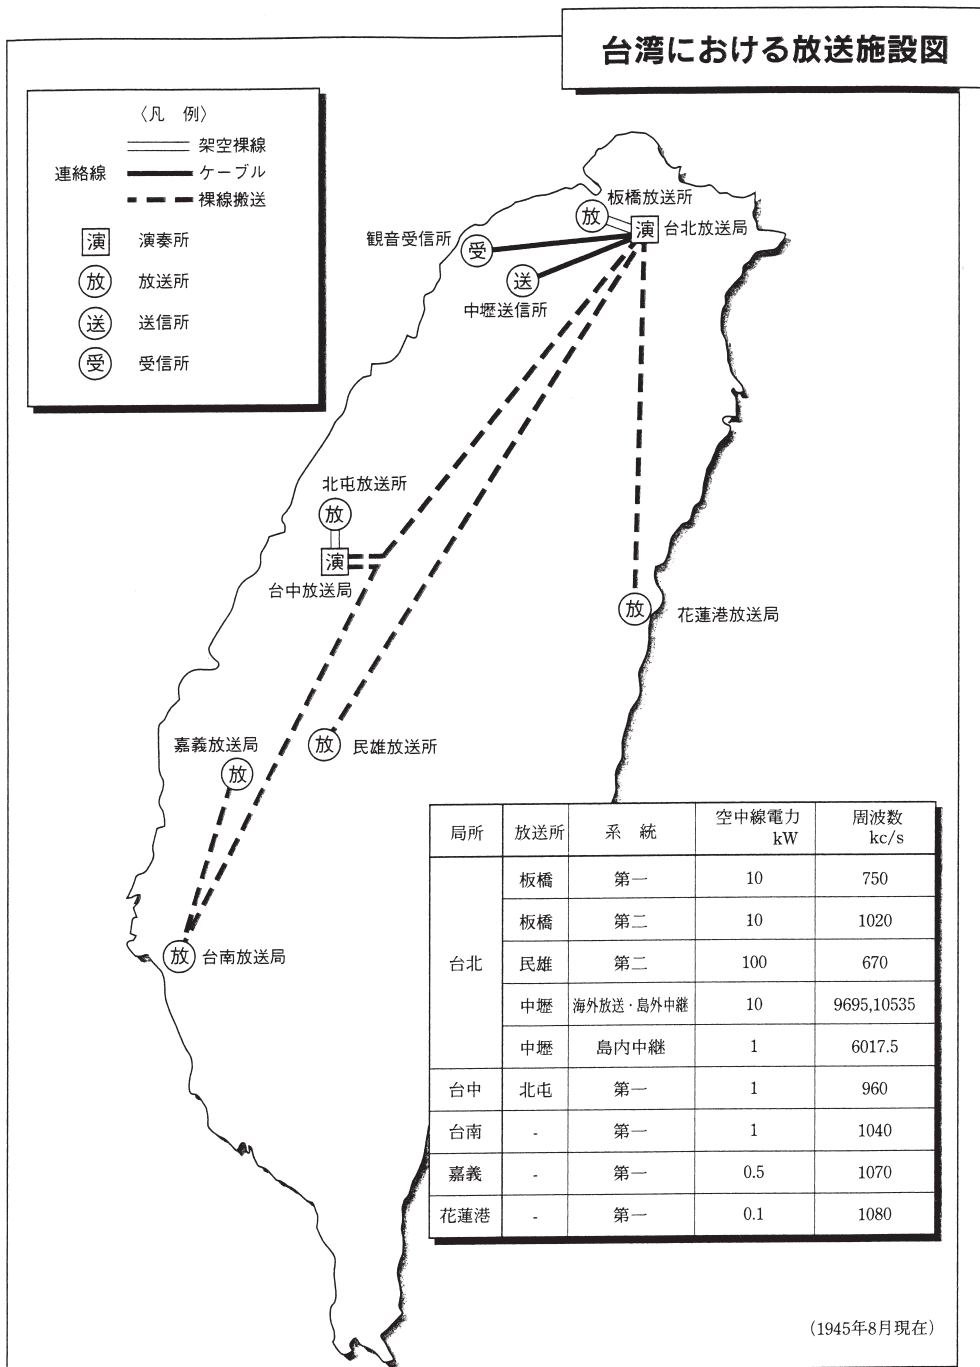 台湾における放送施設図
〈凡　例〉
連絡線
架空裸線
ケーブル
裸線搬送
演 演奏所
放 放送所
送 送信所
受 受信所
板橋放送所
放
演 台北放送局
観音受信所
受
送
中壢送信所
北屯放送所
放
演
台中放送局
放 花蓮港放送局
嘉義放送局
放
放 民雄放送所
放 台南放送局
局所 放送所 系　統 空中線電力 kW 周波数 kc/s
台北 板橋 第一 10 750
板橋 第二 10 1020
民雄 第二 100 670
中壢 海外放送・島外中継 10 9695,10535
中壢 島内中継 1 6017.5
台中 北屯 第一 1 960
台南 - 第一 1 1040
嘉義 - 第一 0.5 1070
花蓮港 - 第一 0.1 1080
(1945年8月現在)